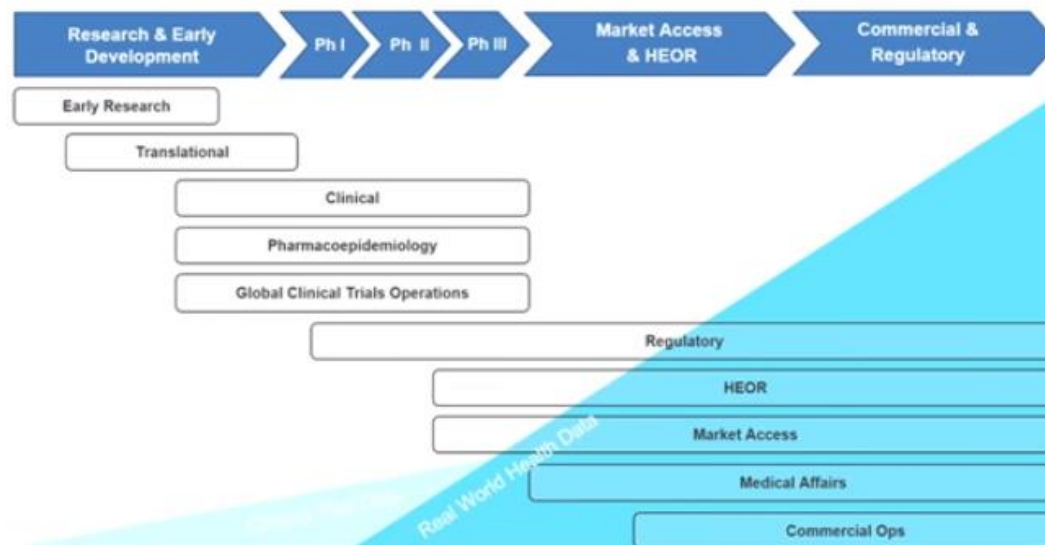 Research & Early
Development
Ph I
Ph II
Ph III
Market Access
& HEOR
Commercial &
Regulatory
Early Research
Translational
Clinical
Pharmacoepidemiology
Global Clinical Trials Operations
Regulatory
HEOR
Market Access
Medical Affairs
Commercial Ops
Real World Health Data